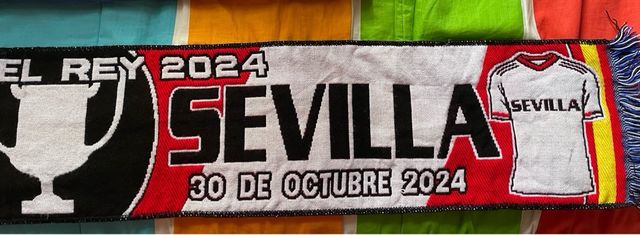 EL REY 2024
SEVILLA
30 DE OCTUBRE 2024
SEVILLA